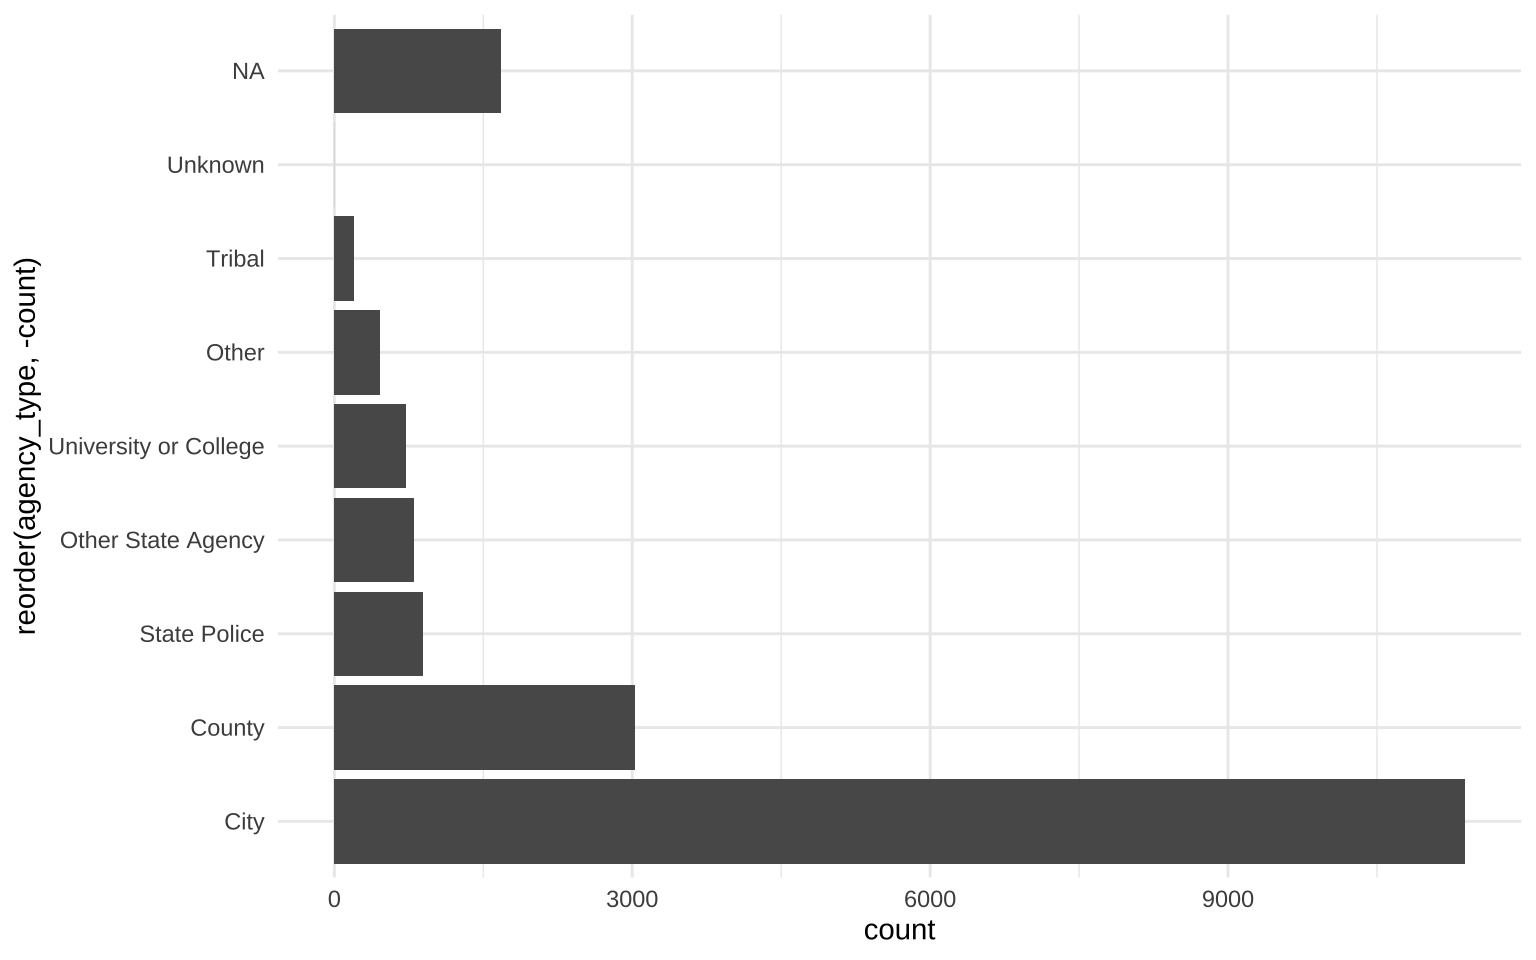 NA
Unknown
Tribal
Other
University or College
Other State Agency
State Police
County
City
reorder(agency_type, -count)
0 3000 6000 9000
count